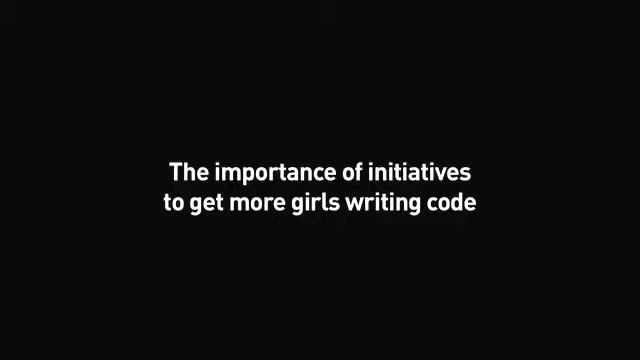 The importance of initiatives
to get more girls writing code